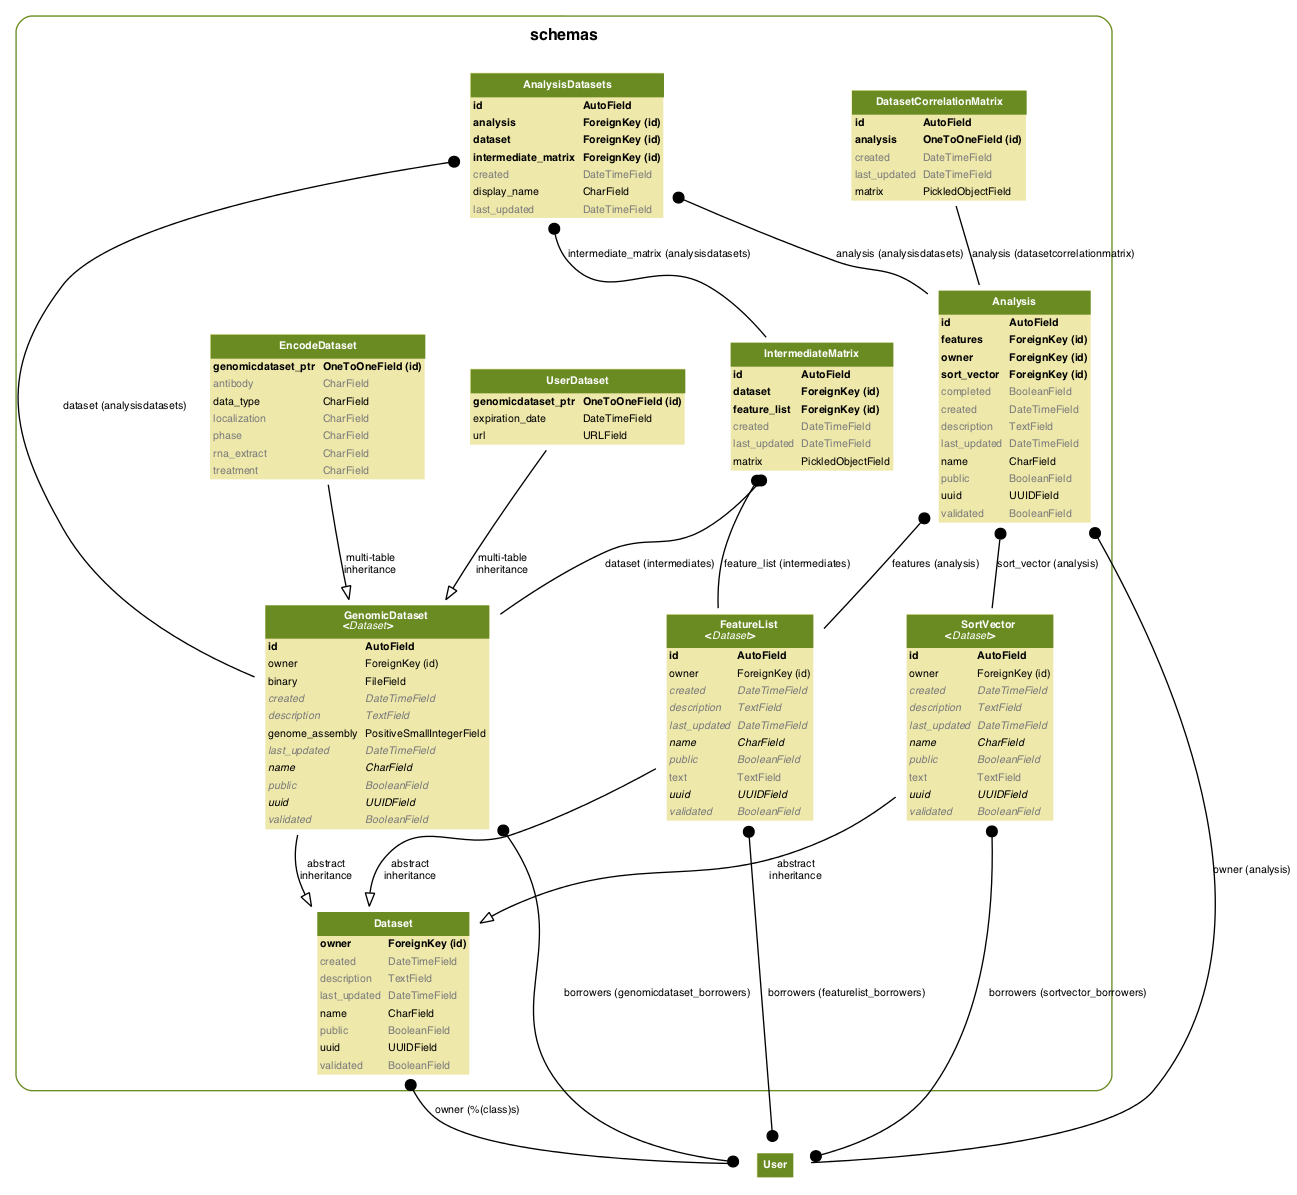 schemas
AnalysisDatasets
id AutoField
analysis ForeignKey (id)
dataset ForeignKey (id)
intermediate_matrix ForeignKey (id)
created DateTimeField
display_name CharField
last_updated DateTimeField
DatasetCorrelationMatrix
id AutoField
analysis OneToOneField (id)
created DateTimeField
last_updated DateTimeField
matrix PickledObjectField
intermediate_matrix (analysisdatasets)
analysis (analysisdatasets)
analysis (datasetcorrelationmatrix)
Analysis
id AutoField
features ForeignKey (id)
owner ForeignKey (id)
sort_vector ForeignKey (id)
completed BooleanField
created DateTimeField
description TextField
last_updated DateTimeField
name CharField
public BooleanField
uuid UUIDField
validated BooleanField
EncodeDataset
genomicdataset_ptr OneToOneField (id)
antibody CharField
data_type CharField
localization CharField
phase CharField
rna_extract CharField
treatment CharField
UserDataset
genomicdataset_ptr OneToOneField (id)
expiration_date DateTimeField
url URLField
IntermediateMatrix
id AutoField
dataset ForeignKey (id)
feature_list ForeignKey (id)
created DateTimeField
last_updated DateTimeField
matrix PickledObjectField
dataset (analysisdatasets)
multi-table
inheritance
multi-table
inheritance
dataset (intermediates)
feature_list (intermediates)
features (analysis)
sort_vector (analysis)
GenomicDataset
<Dataset>
id AutoField
owner ForeignKey (id)
binary FileField
created DateTimeField
description TextField
genome_assembly PositiveSmallIntegerField
last_updated DateTimeField
name CharField
public BooleanField
uuid UUIDField
validated BooleanField
FeatureList
<Dataset>
id AutoField
owner ForeignKey (id)
created DateTimeField
description TextField
last_updated DateTimeField
name CharField
public BooleanField
text TextField
uuid UUIDField
validated BooleanField
SortVector
<Dataset>
id AutoField
owner ForeignKey (id)
created DateTimeField
description TextField
last_updated DateTimeField
name CharField
public BooleanField
text TextField
uuid UUIDField
validated BooleanField
abstract
inheritance
abstract
inheritance
abstract
inheritance
owner (analysis)
Dataset
owner ForeignKey (id)
created DateTimeField
description TextField
last_updated DateTimeField
name CharField
public BooleanField
uuid UUIDField
validated BooleanField
borrowers (genomicdataset_borrowers)
borrowers (featurelist_borrowers)
borrowers (sortvector_borrowers)
owner (%(class)s)
User